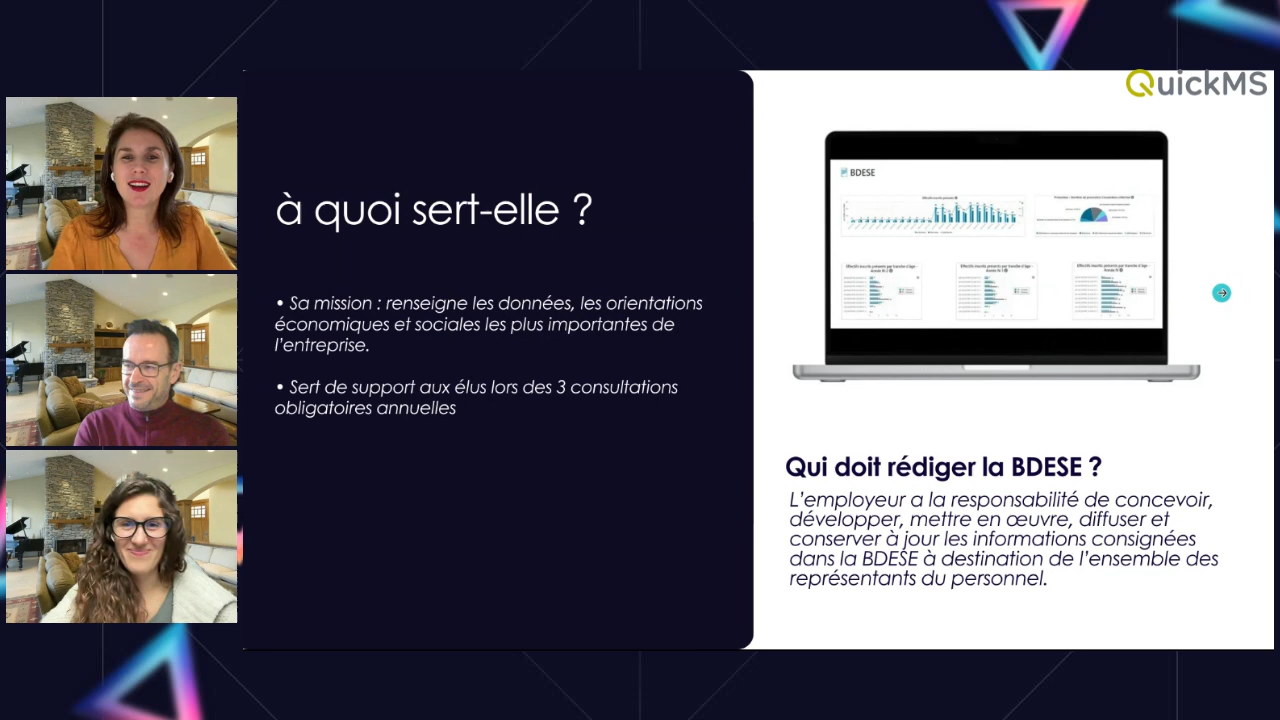 QuickMS
à quoi sert-elle ?
• Sa mission renseigne les données, les orientations
économiques et sociales les plus importantes de
l'entreprise.
• Sert de support aux élus lors des 3 consultations
obligatoires annuelles
BDESE
Qui doit rédiger la BDESE ?
L'employeur a la responsabilité de concevoir,
développer, mettre en œuvre, diffuser et
conserver à jour les informations consignées
dans la BDESE à destination de l'ensemble des
représentants du personnel.